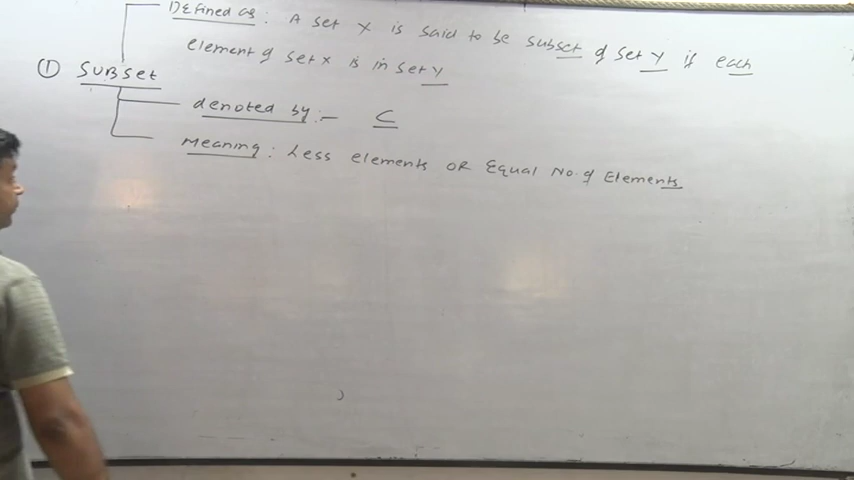 Defined as : A set X is said to be subset of set Y if each
element of set X is in set Y
① SUBSet
denoted by :- ⊆
Meaning : Less elements OR Equal No. of Elements